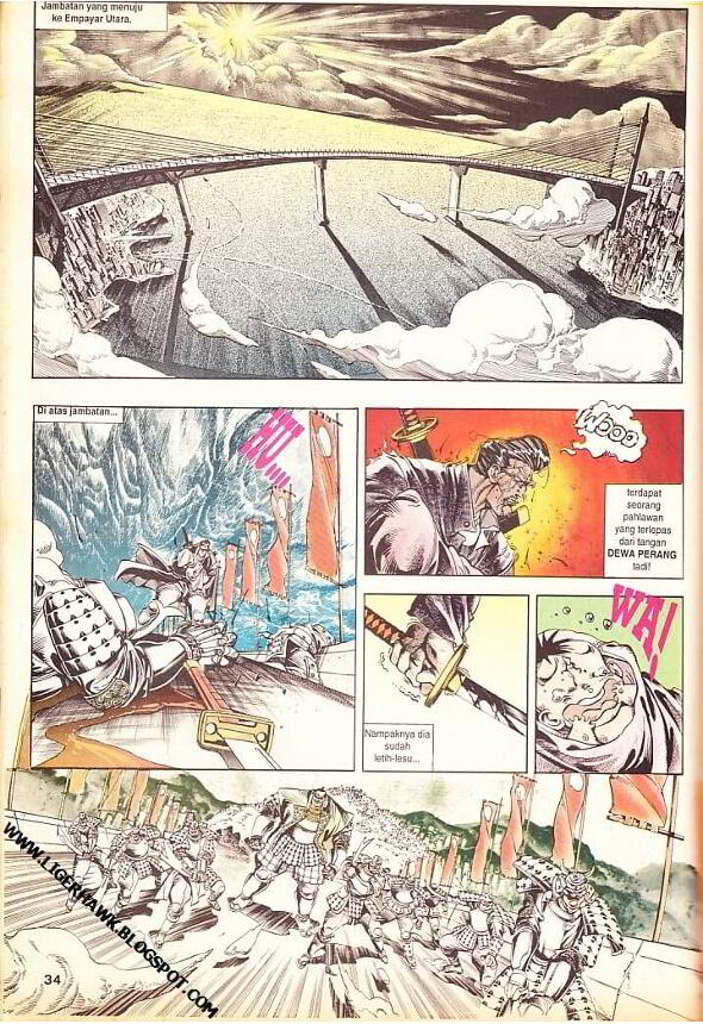 Jambatan yang menuju
ke Empayar Utara.
Di atas jambatan...
HU....
WOOO
terdapat
seorang
pahlawan
yang terlepas
dari tangan
DEWA PERANG
tadi!
WA!
Nampaknya dia
sudah
letih-lesu...
WWW.LIGERHAWK.BLOGSPOT.COM
34